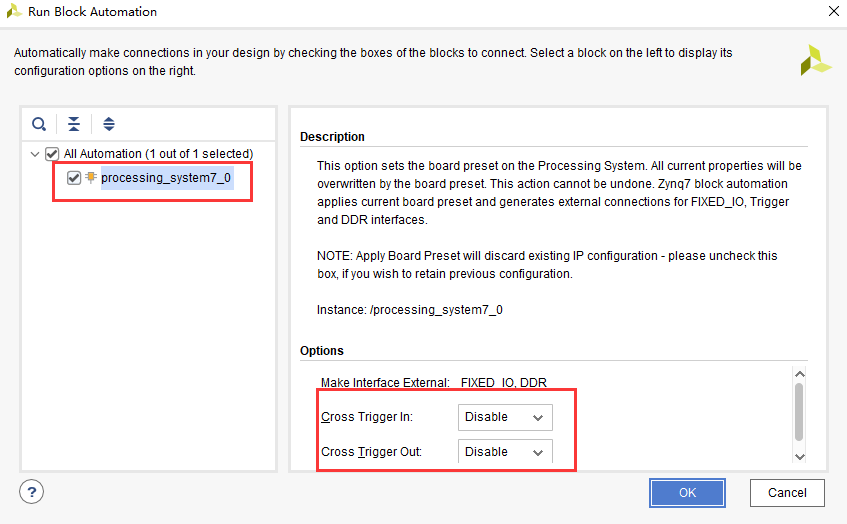 Run Block Automation
Automatically make connections in your design by checking the boxes of the blocks to connect. Select a block on the left to display its
configuration options on the right.
All Automation (1 out of 1 selected)
processing_system7_0
Description
This option sets the board preset on the Processing System. All current properties will be
overwritten by the board preset. This action cannot be undone. Zynq7 block automation
applies current board preset and generates external connections for FIXED_IO, Trigger
and DDR interfaces.
NOTE: Apply Board Preset will discard existing IP configuration - please uncheck this
box, if you wish to retain previous configuration.
Instance: /processing_system7_0
Options
Make Interface External: FIXED_IO, DDR
Cross Trigger In: Disable
Cross Trigger Out: Disable
?
OK
Cancel